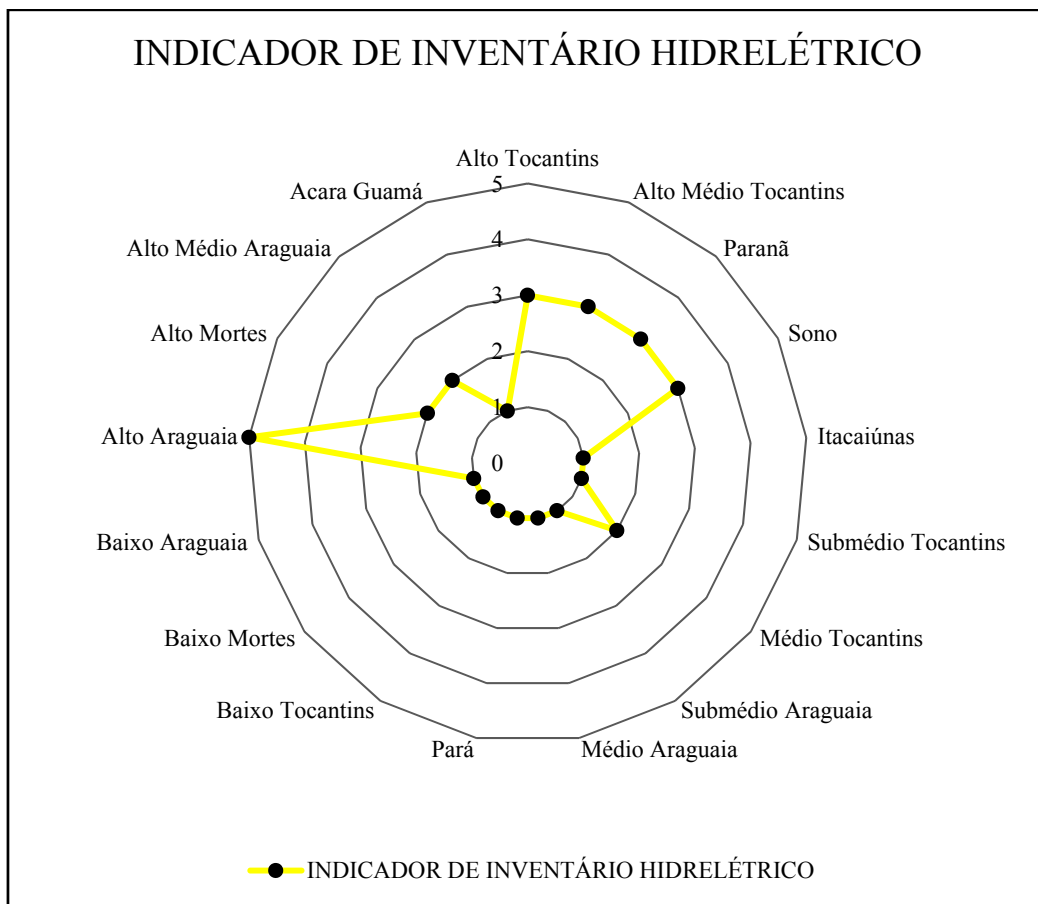 INDICADOR DE INVENTÁRIO HIDRELÉTRICO
Alto Tocantins
Alto Médio Tocantins
Paranã
Sono
Itacaiúnas
Submédio Tocantins
Médio Tocantins
Submédio Araguaia
Médio Araguaia
Pará
Baixo Tocantins
Baixo Mortes
Baixo Araguaia
Alto Araguaia
Alto Mortes
Alto Médio Araguaia
Acara Guamá
5
4
3
2
1
0
INDICADOR DE INVENTÁRIO HIDRELÉTRICO